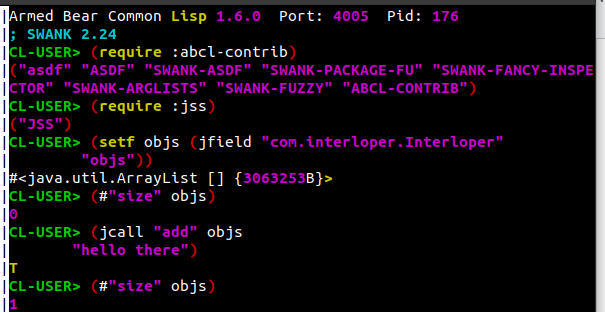 Armed Bear Common Lisp 1.6.0  Port: 4005  Pid: 176
; SWANK 2.24
CL-USER> (require :abcl-contrib)
("asdf" "ASDF" "SWANK-ASDF" "SWANK-PACKAGE-FU" "SWANK-FANCY-INSPE
CTOR" "SWANK-ARGLISTS" "SWANK-FUZZY" "ABCL-CONTRIB")
CL-USER> (require :jss)
("JSS")
CL-USER> (setf objs (jfield "com.interloper.Interloper"
"objs"))
#<java.util.ArrayList [] {3063253B}>
CL-USER> (#"size" objs)
0
CL-USER> (jcall "add" objs
"hello there")
T
CL-USER> (#"size" objs)
1